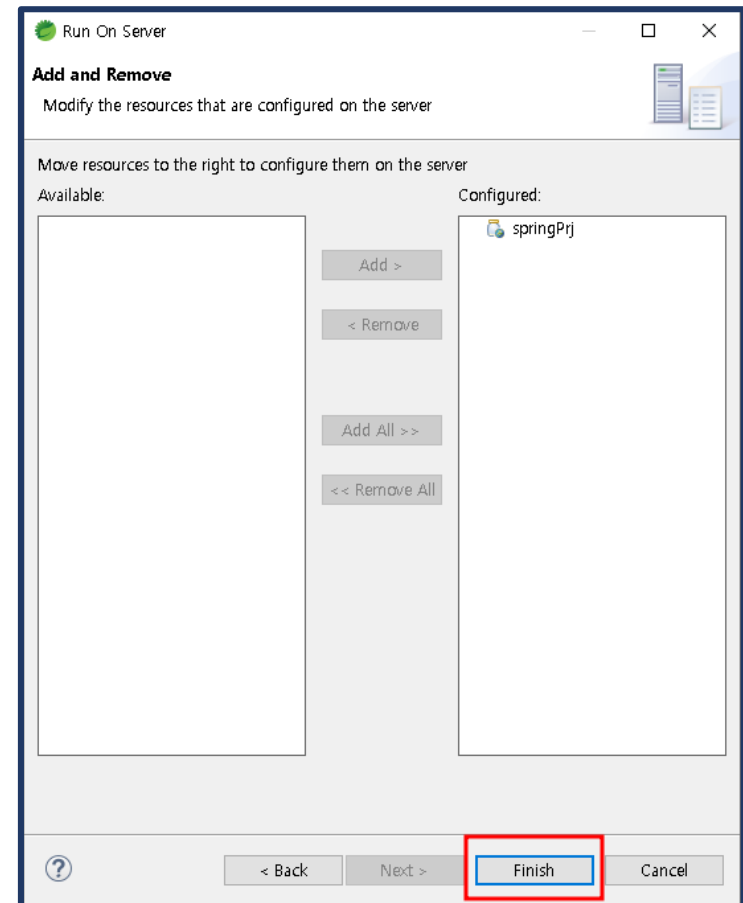 Run On Server
Add and Remove
Modify the resources that are configured on the server
Move resources to the right to configure them on the server
Available:
Configured:
springPrj
Add >
< Remove
Add All >>
<< Remove All
?
< Back
Next >
Finish
Cancel